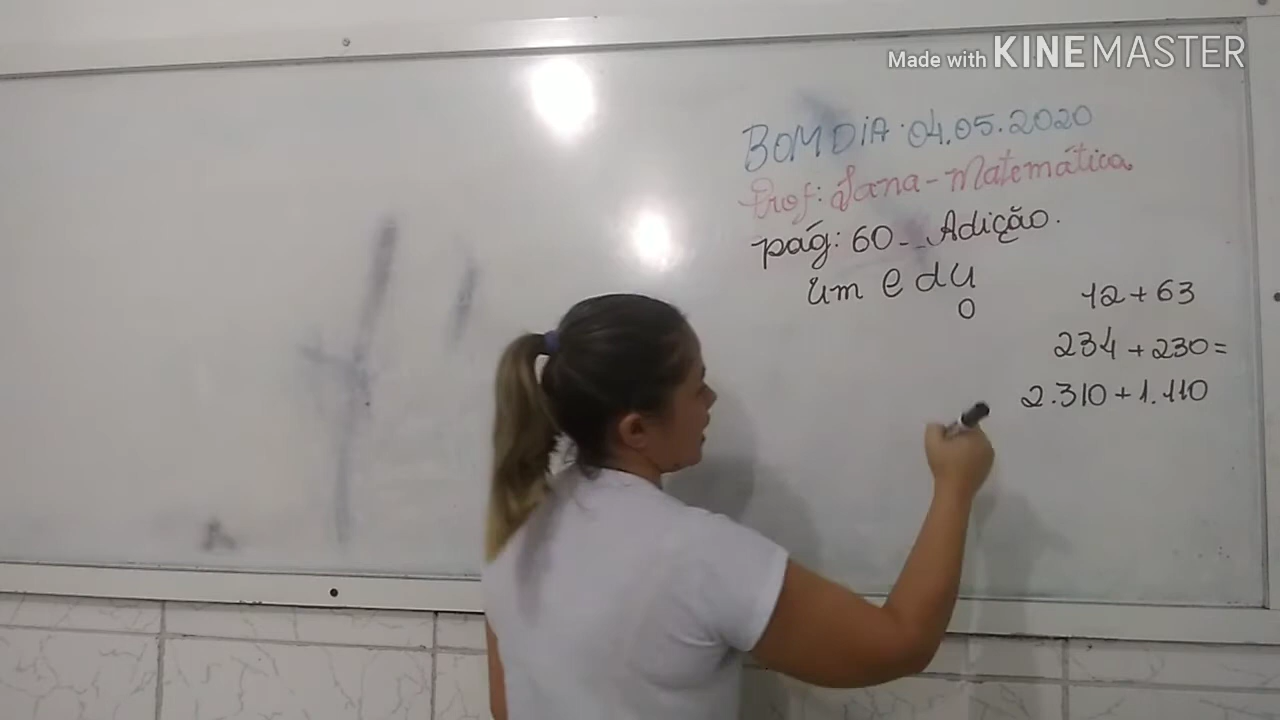 Made with KINEMASTER
BOM DIA: 04.05.2020
Prof: Jana - Matemática
pág: 60 - Adição.
um c d u
0
12 + 63
234 + 230 =
2.310 + 1.110